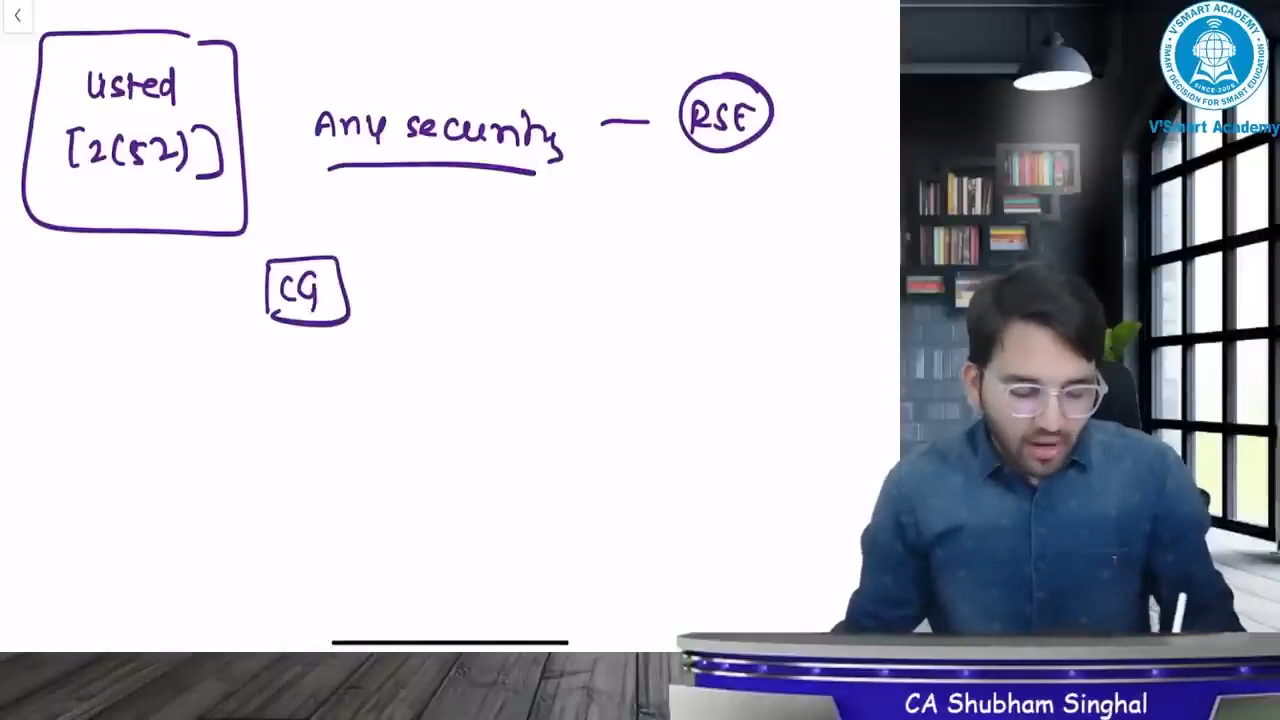 Listed
[2(52)]
Any security — RSE
CG
V'SMART ACADEMY
SMART DECISION FOR SMART EDUCATION
SINCE-2005
V'Smart Academy
CA Shubham Singhal